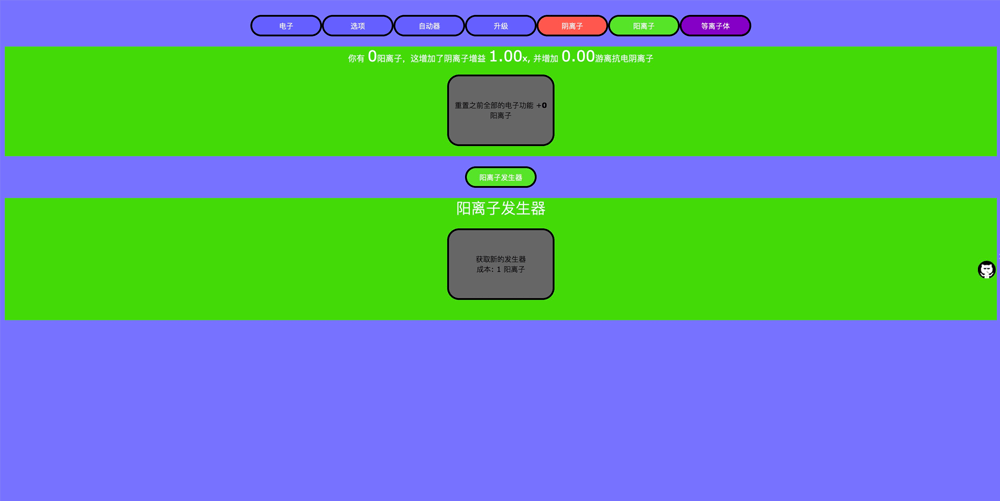 电子 选项 自动器 升级 阴离子 阳离子 等离子体
你有 0阳离子，这增加了阴离子增益 1.00x, 并增加 0.00游离抗电阴离子
重置之前全部的电子功能 +0
阳离子
阳离子发生器
阳离子发生器
获取新的发生器
成本: 1 阳离子